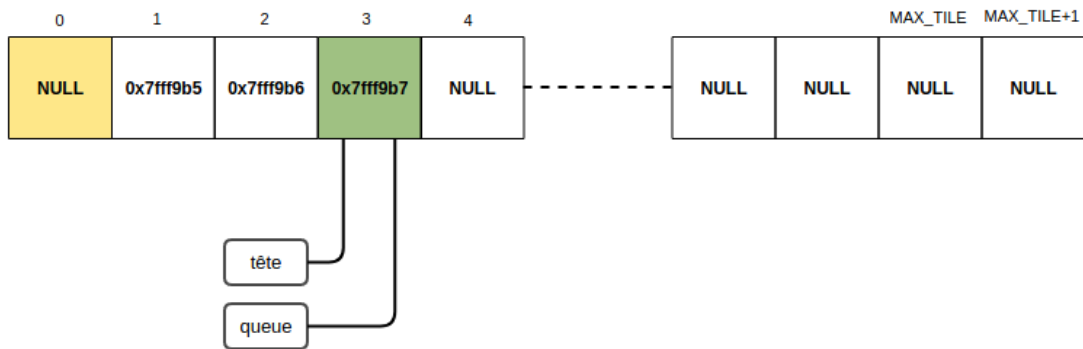 0 1 2 3 4 MAX_TILE MAX_TILE+1
NULL 0x7fff9b5 0x7fff9b6 0x7fff9b7 NULL NULL NULL NULL NULL
tête
queue